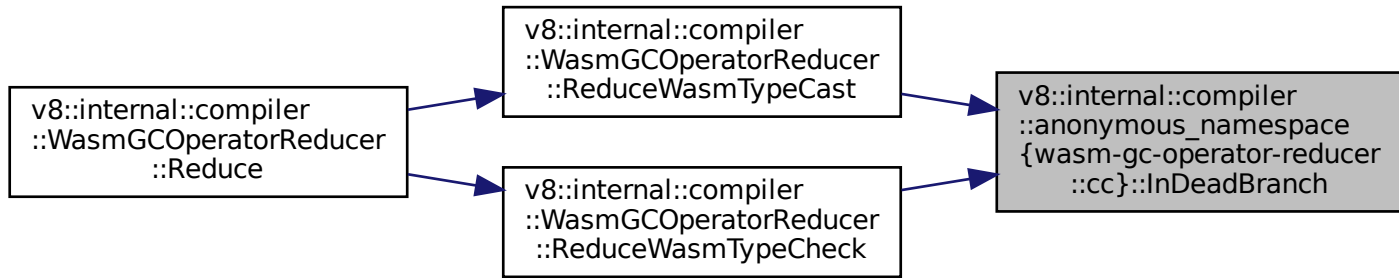 v8::internal::compiler
::WasmGCOperatorReducer
::Reduce
v8::internal::compiler
::WasmGCOperatorReducer
::ReduceWasmTypeCast
v8::internal::compiler
::WasmGCOperatorReducer
::ReduceWasmTypeCheck
v8::internal::compiler
::anonymous_namespace
{wasm-gc-operator-reducer
::cc}::InDeadBranch